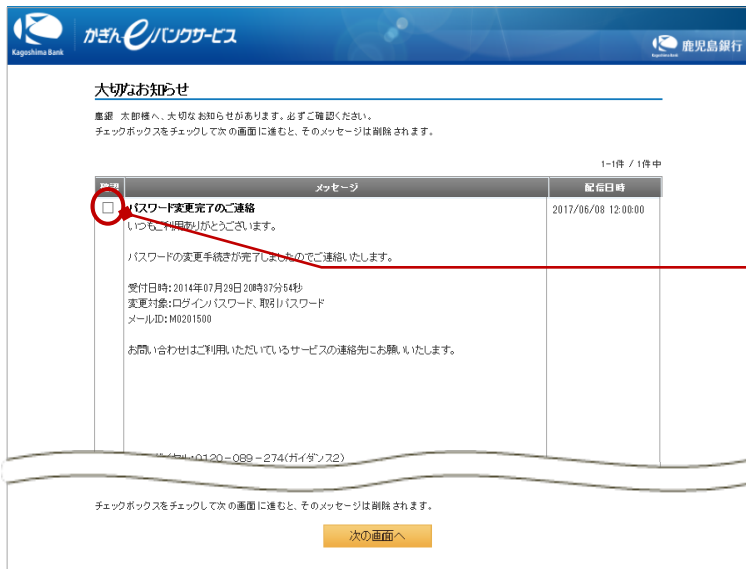 Kagoshima Bank
かぎんeバンクサービス
鹿児島銀行
大切なお知らせ
鹿銀 太郎様へ、大切なお知らせがあります。必ずご確認ください。
チェックボックスをチェックして次の画面に進むと、そのメッセージは削除されます。
1-1件 / 1件中
確認 メッセージ 配信日時
パスワード変更完了のご連絡 2017/06/08 12:00:00
いつもご利用ありがとうございます。
パスワードの変更手続きが完了しましたのでご連絡いたします。
受付日時:2014年07月29日20時37分54秒
変更対象:ログインパスワード、取引パスワード
メールID:M0201500
お問い合わせはご利用いただいているサービスの連絡先にお願いいたします。
0120-089-274(ガイダンス2)
チェックボックスをチェックして次の画面に進むと、そのメッセージは削除されます。
次の画面へ